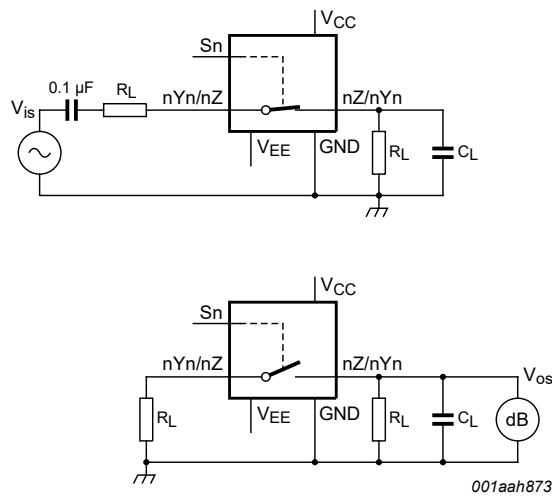 VCC
Sn
0.1 µF
RL
nYn/nZ
nZ/nYn
Vis
VEE
GND
RL
CL
VCC
Sn
nYn/nZ
nZ/nYn
Vos
RL
VEE
GND
RL
CL
dB
001aah873